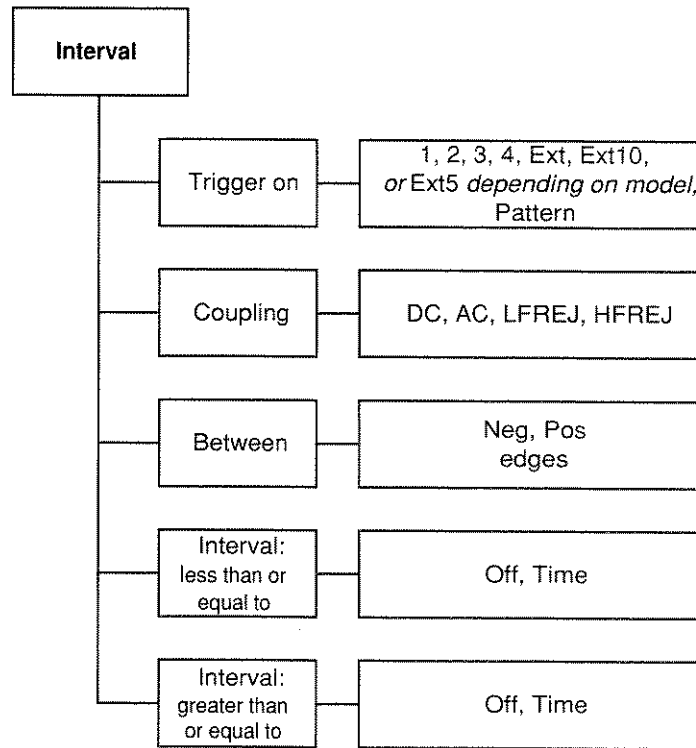 Interval
Trigger on
1, 2, 3, 4, Ext, Ext10,
or Ext5 depending on model,
Pattern
Coupling
DC, AC, LFREJ, HFREJ
Between
Neg, Pos
edges
Interval:
less than or
equal to
Off, Time
Interval:
greater than
or equal to
Off, Time